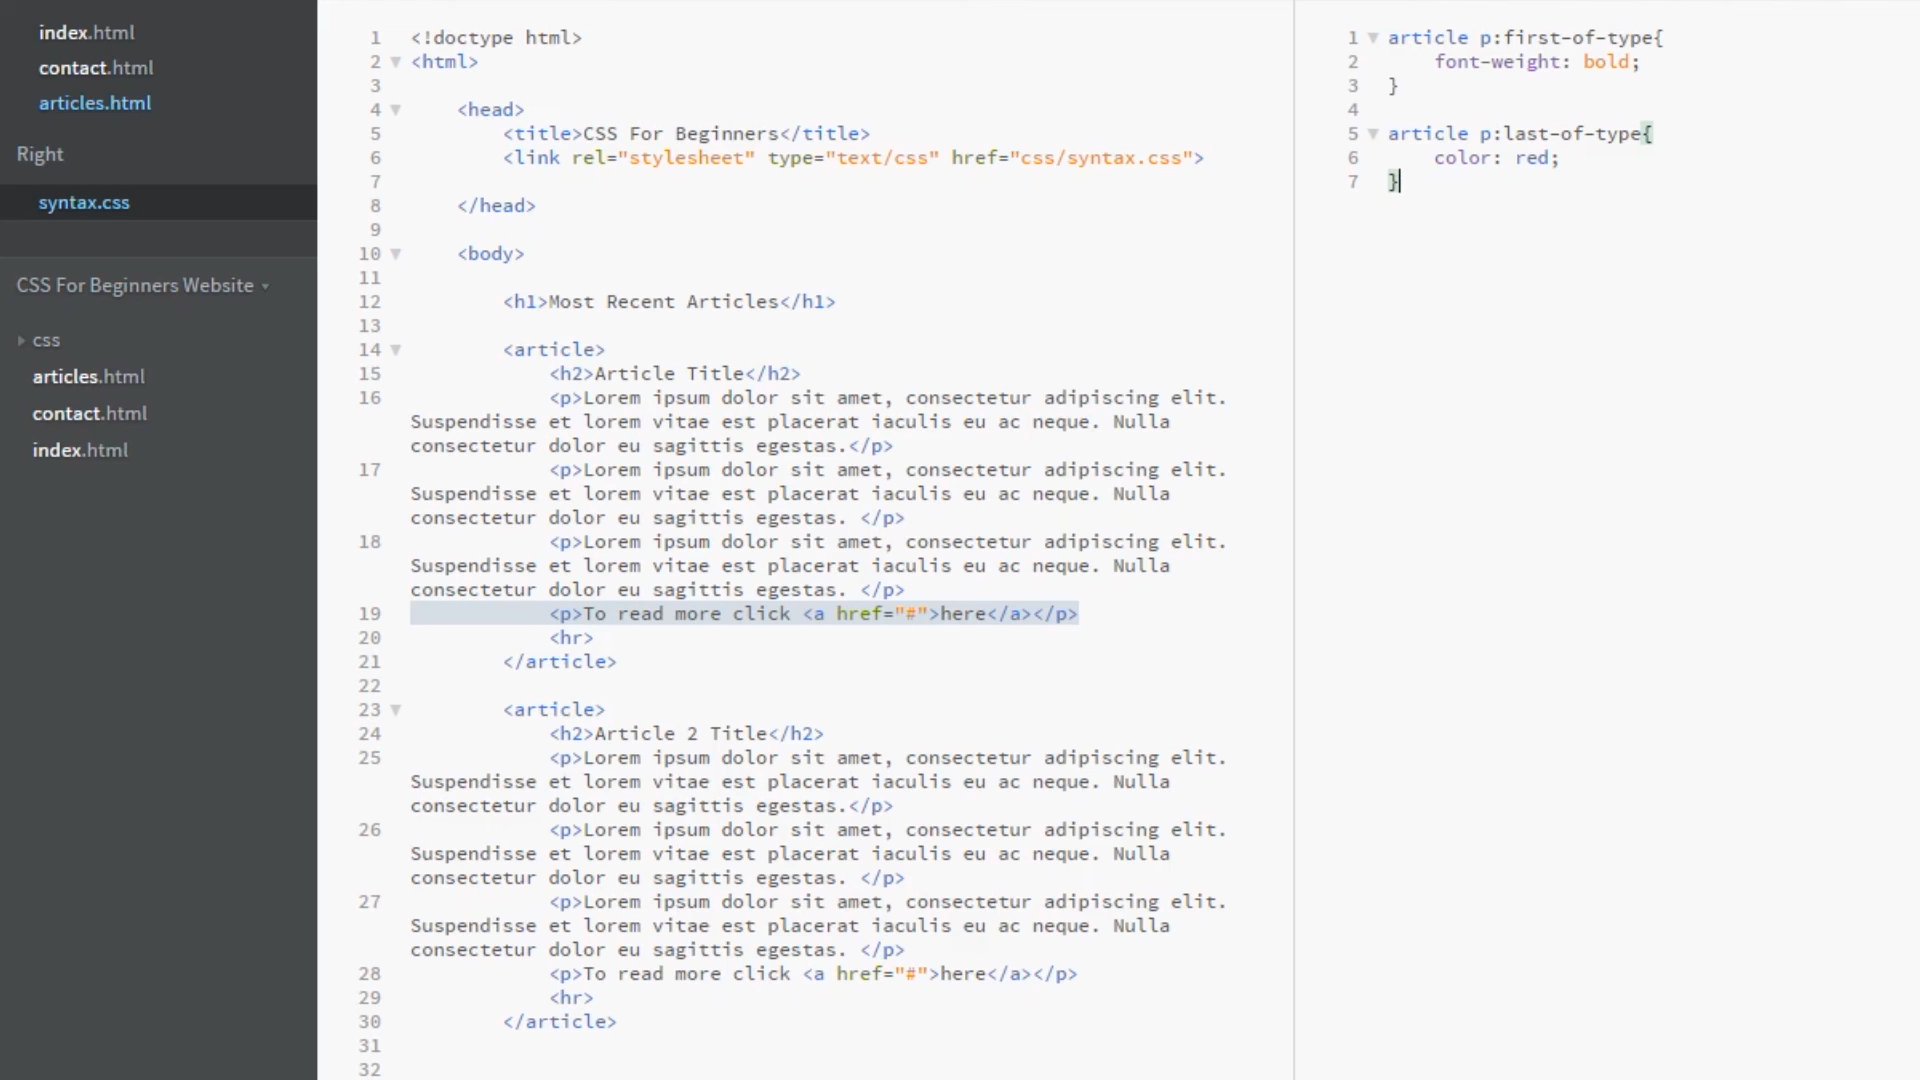 index.html
contact.html
articles.html
Right
syntax.css
CSS For Beginners Website
css
articles.html
contact.html
index.html
1 <!doctype html>
2 <html>
3
4 <head>
5 <title>CSS For Beginners</title>
6 <link rel="stylesheet" type="text/css" href="css/syntax.css">
7
8 </head>
9
10 <body>
11
12 <h1>Most Recent Articles</h1>
13
14 <article>
15 <h2>Article Title</h2>
16 <p>Lorem ipsum dolor sit amet, consectetur adipiscing elit.
Suspendisse et lorem vitae est placerat iaculis eu ac neque. Nulla
consectetur dolor eu sagittis egestas.</p>
17 <p>Lorem ipsum dolor sit amet, consectetur adipiscing elit.
Suspendisse et lorem vitae est placerat iaculis eu ac neque. Nulla
consectetur dolor eu sagittis egestas. </p>
18 <p>Lorem ipsum dolor sit amet, consectetur adipiscing elit.
Suspendisse et lorem vitae est placerat iaculis eu ac neque. Nulla
consectetur dolor eu sagittis egestas. </p>
19 <p>To read more click <a href="#">here</a></p>
20 <hr>
21 </article>
22
23 <article>
24 <h2>Article 2 Title</h2>
25 <p>Lorem ipsum dolor sit amet, consectetur adipiscing elit.
Suspendisse et lorem vitae est placerat iaculis eu ac neque. Nulla
consectetur dolor eu sagittis egestas.</p>
26 <p>Lorem ipsum dolor sit amet, consectetur adipiscing elit.
Suspendisse et lorem vitae est placerat iaculis eu ac neque. Nulla
consectetur dolor eu sagittis egestas. </p>
27 <p>Lorem ipsum dolor sit amet, consectetur adipiscing elit.
Suspendisse et lorem vitae est placerat iaculis eu ac neque. Nulla
consectetur dolor eu sagittis egestas. </p>
28 <p>To read more click <a href="#">here</a></p>
29 <hr>
30 </article>
31
32
1 article p:first-of-type{
2 font-weight: bold;
3 }
4
5 article p:last-of-type{
6 color: red;
7 }